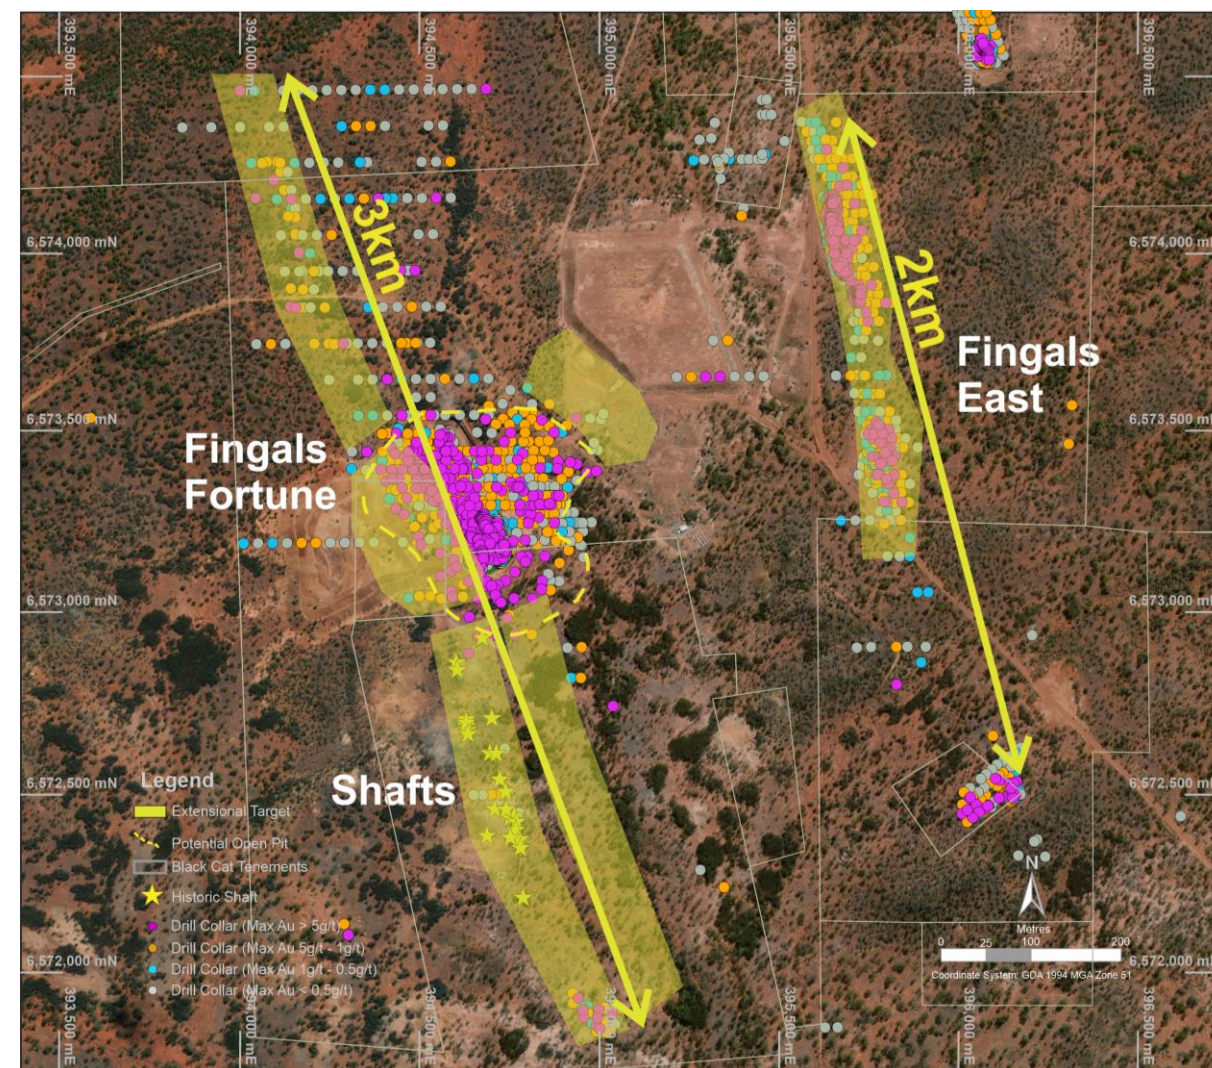 393,500 mE
394,000 mE
394,500 mE
395,000 mE
395,500 mE
396,000 mE
396,500 mE
3km
2km
6,574,000 mN
6,574,000 mN
Fingals
East
6,573,500 mN
6,573,500 mN
Fingals
Fortune
6,573,000 mN
6,573,000 mN
Shafts
6,572,500 mN
6,572,500 mN
Legend
Extensional Target
Potential Open Pit
Black Cat Tenements
Historic Shaft
Drill Collar (Max Au > 5g/t)
Drill Collar (Max Au 5g/t - 1g/t)
Drill Collar (Max Au 1g/t - 0.5g/t)
Drill Collar (Max Au < 0.5g/t)
N
Metres
0 25 100 200
Coordinate System: GDA 1994 MGA Zone 51
6,572,000 mN
6,572,000 mN
393,500 mE
394,000 mE
394,500 mE
395,500 mE
396,000 mE
396,500 mE